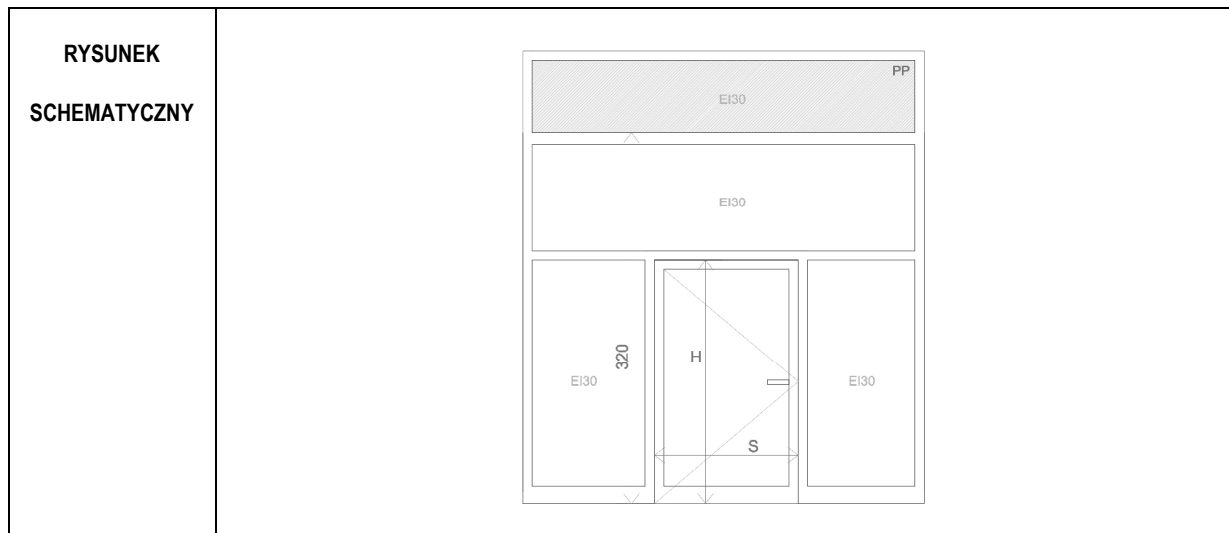 RYSUNEK
SCHEMATYCZNY
PP
EI30
EI30
EI30
320
H
S
EI30